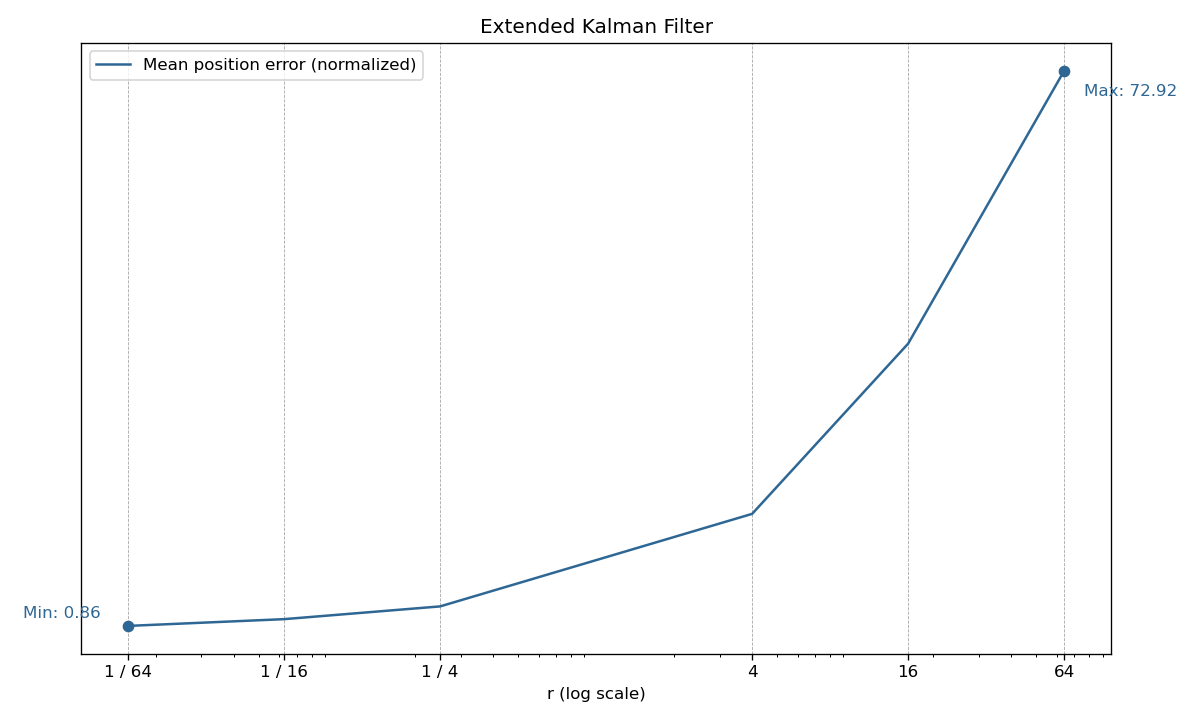 Extended Kalman Filter
Mean position error (normalized)
Max: 72.92
Min: 0.86
1 / 64
1 / 16
1 / 4
4
16
64
r (log scale)